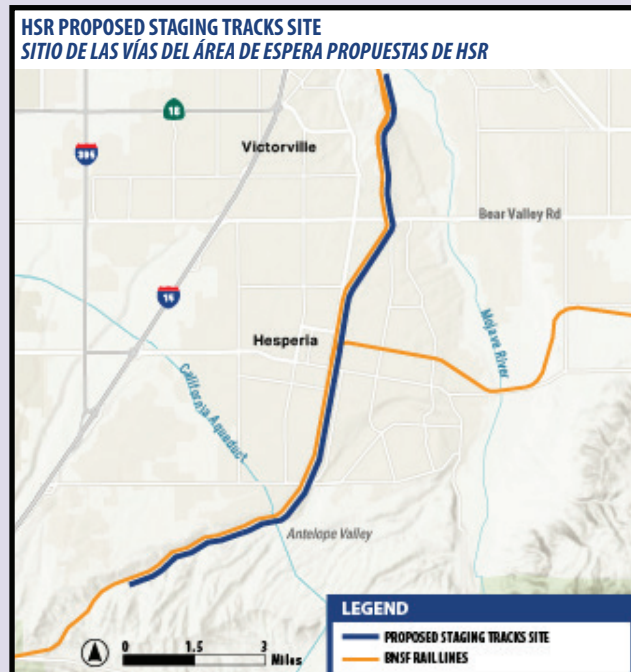 HSR PROPOSED STAGING TRACKS SITE
SITIO DE LAS VÍAS DEL ÁREA DE ESPERA PROPUESTAS DE HSR
18
Victorville
395
Bear Valley Rd
15
Mojave River
Hesperia
California Aqueduct
Antelope Valley
LEGEND
PROPOSED STAGING TRACKS SITE
BNSF RAIL LINES
0 1.5 3
Miles